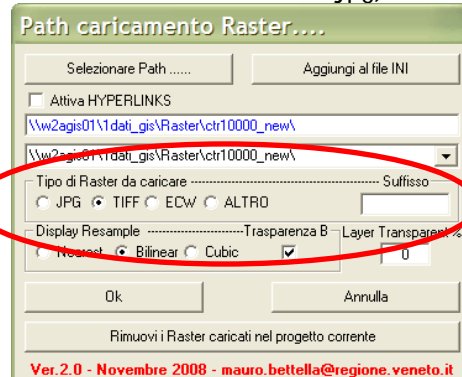 Path caricamento Raster....
Selezionare Path ...... Aggiungi al file INI
Attiva HYPERLINKS
\\w2agis01\1dati_gis\Raster\ctr10000_new\
\\w2agis01\1dati_gis\Raster\ctr10000_new\
Tipo di Raster da caricare Suffisso
JPG TIFF ECW ALTRO
Display Resample Trasparenza B Layer Transparent %
Nearest Bilinear Cubic 0
Ok Annulla
Rimuovi i Raster caricati nel progetto corrente
Ver.2.0 - Novembre 2008 - mauro.bettella@regione.veneto.it